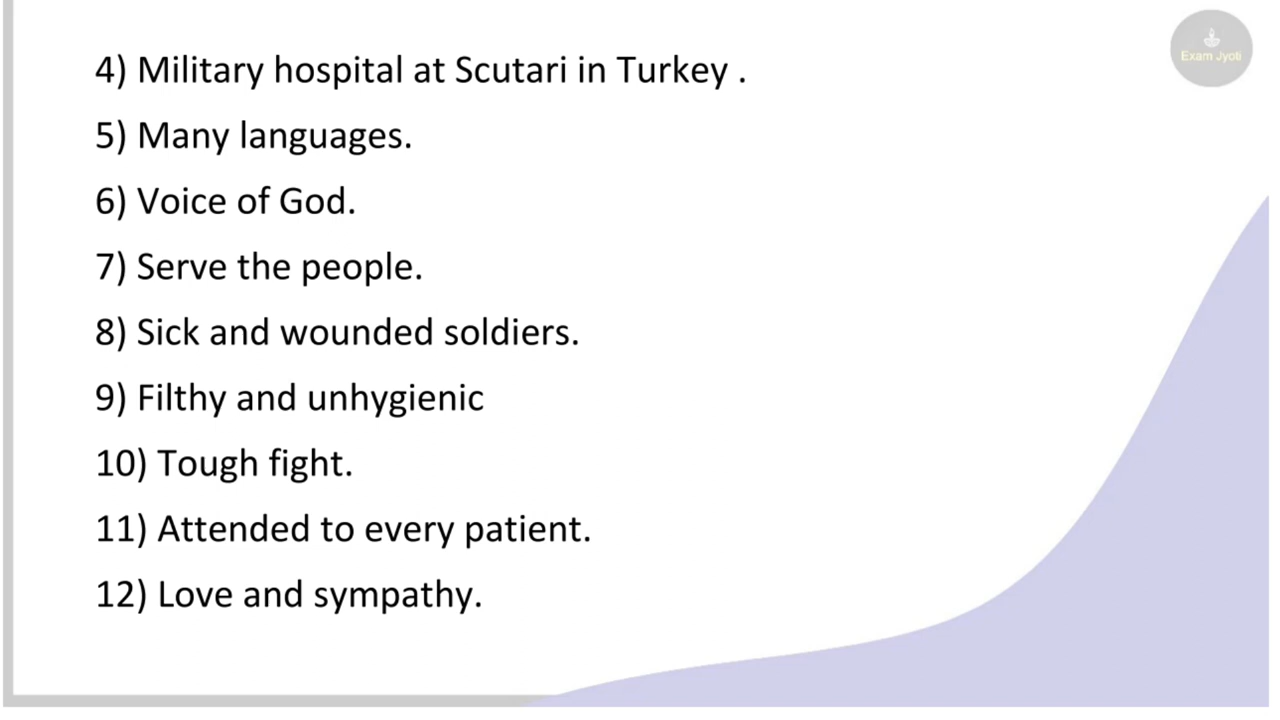 Exam Jyoti
4) Military hospital at Scutari in Turkey .
5) Many languages.
6) Voice of God.
7) Serve the people.
8) Sick and wounded soldiers.
9) Filthy and unhygienic
10) Tough fight.
11) Attended to every patient.
12) Love and sympathy.